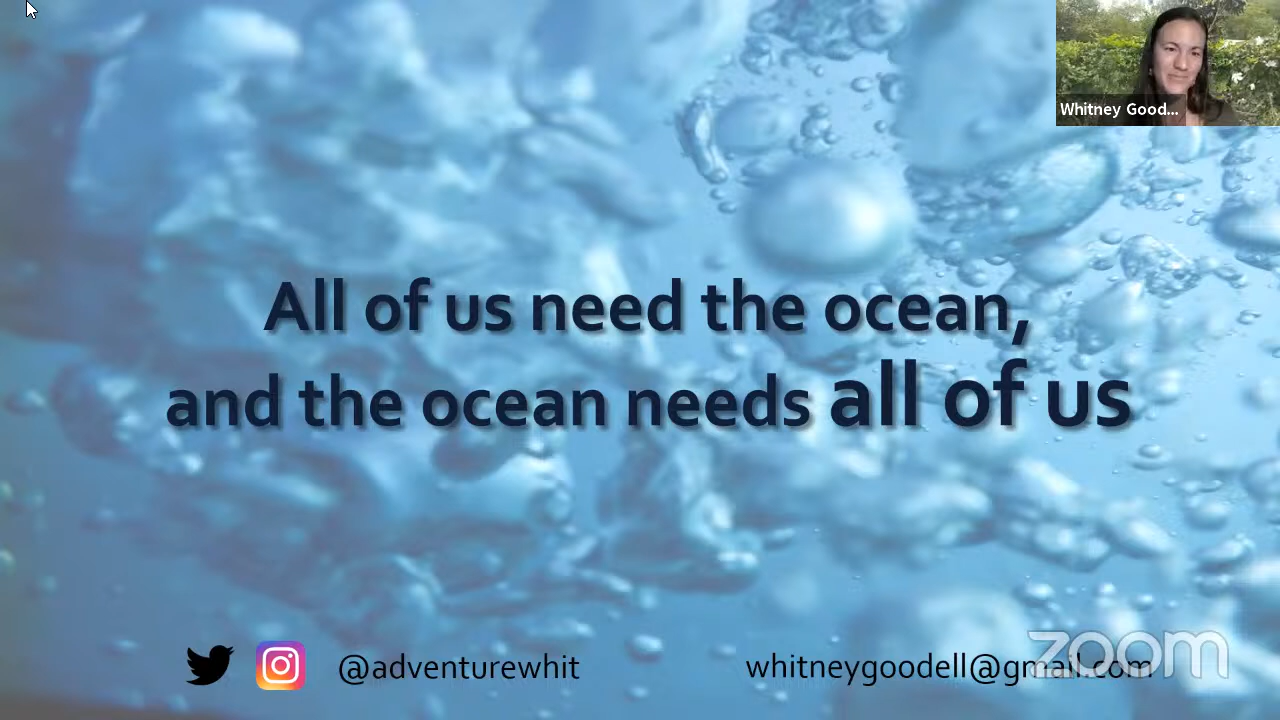 Whitney Good...
All of us need the ocean,
and the ocean needs all of us
@adventurewhit
whitneygoodell@gmail.com
zoom